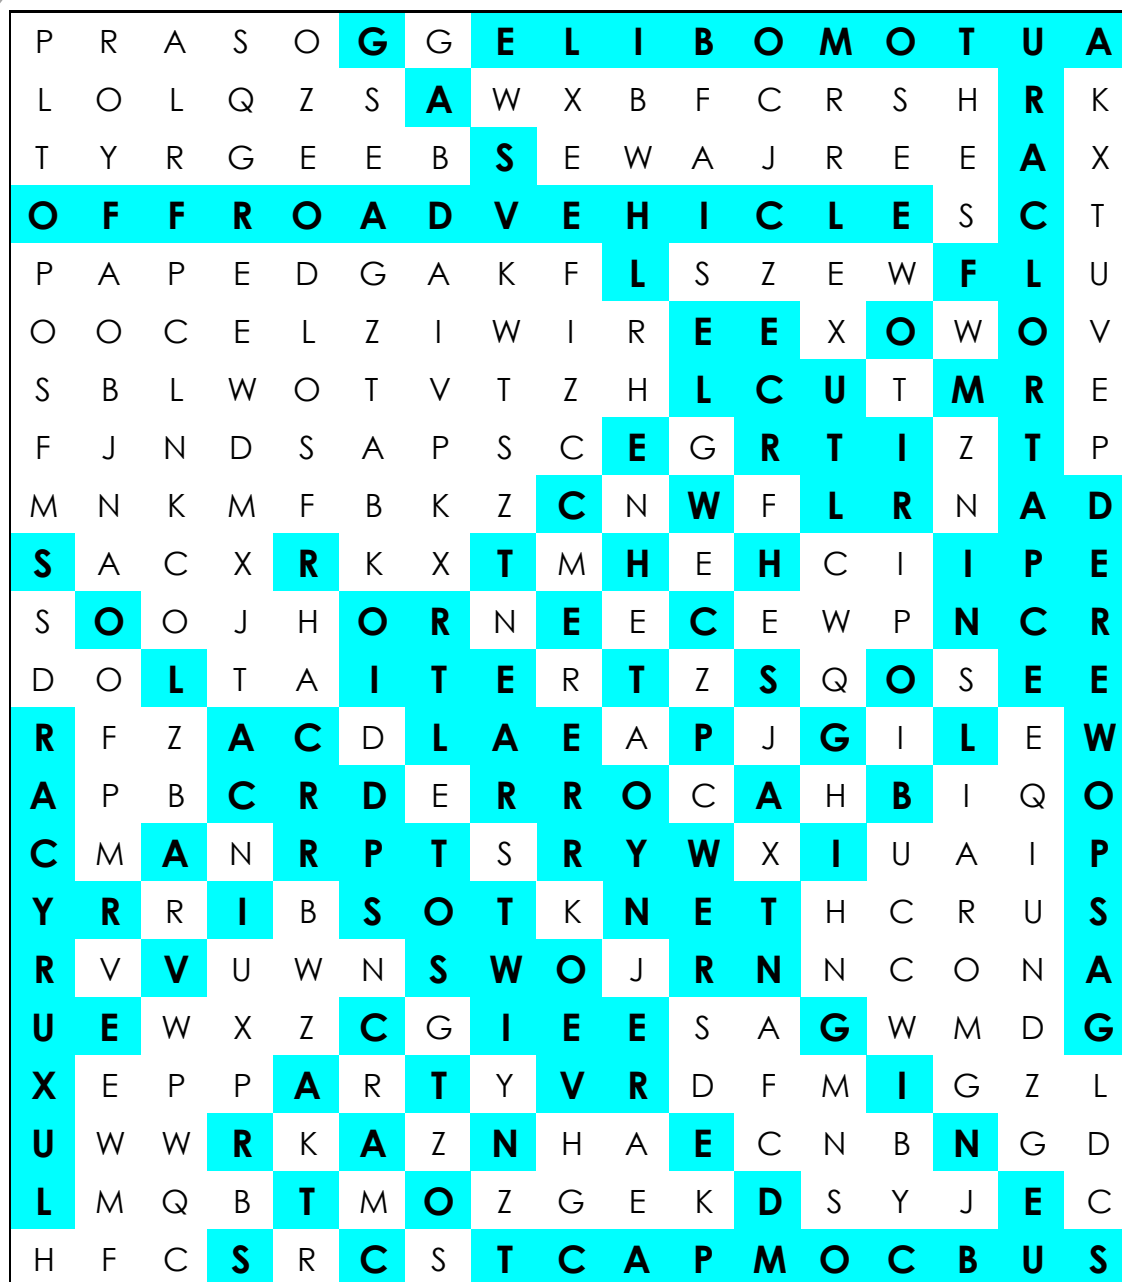 P R A S O G G E L I B O M O T U A
L O L Q Z S A W X B F C R S H R K
T Y R G E E B S E W A J R E E A X
O F F R O A D V E H I C L E S C T
P A P E D G A K F L S Z E W F L U
O O C E L Z I W I R E E X O W O V
S B L W O T V T Z H L C U T M R E
F J N D S A P S C E G R T I Z T P
M N K M F B K Z C N W F L R N A D
S A C X R K X T M H E H C I I P E
S O O J H O R N E E C E W P N C R
D O L T A I T E R T Z S Q O S E E
R F Z A C D L A E A P J G I L E W
A P B C R D E R R O C A H B I Q O
C M A N R P T S R Y W X I U A I P
Y R R I B S O T K N E T H C R U S
R V V U W N S W O J R N N C O N A
U E W X Z C G I E E S A G W M D G
X E P P A R T Y V R D F M I G Z L
U W W R K A Z N H A E C N B N G D
L M Q B T M O Z G E K D S Y J E C
H F C S R C S T C A P M O C B U S